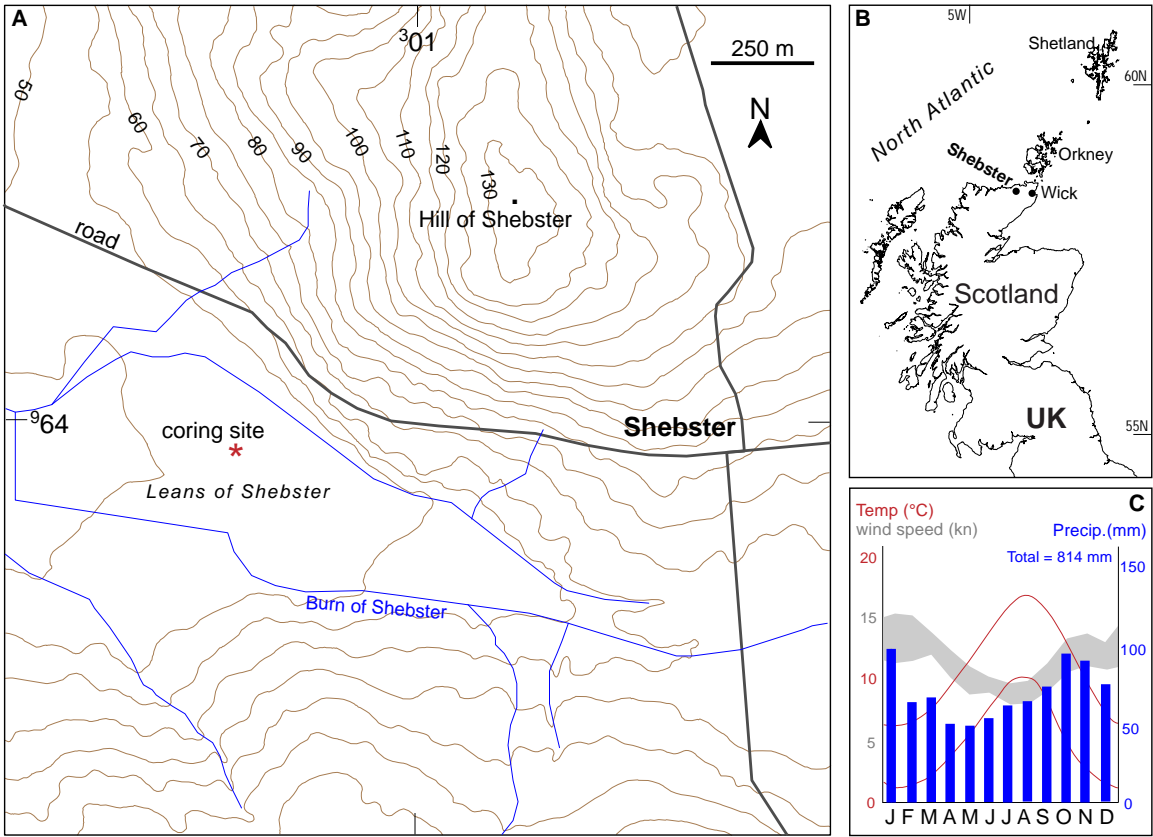 A
301
250 m
N
50
60
70
80
90
100
110
120
130
Hill of Shebster
road
964
coring site
*
Shebster
Leans of Shebster
Burn of Shebster
B
5W
Shetland
60N
North Atlantic
Shebster
Orkney
Wick
Scotland
UK
55N
C
Temp (°C)
wind speed (kn)
Precip.(mm)
Total = 814 mm
20
15
10
5
0
150
100
50
0
J F M A M J J A S O N D